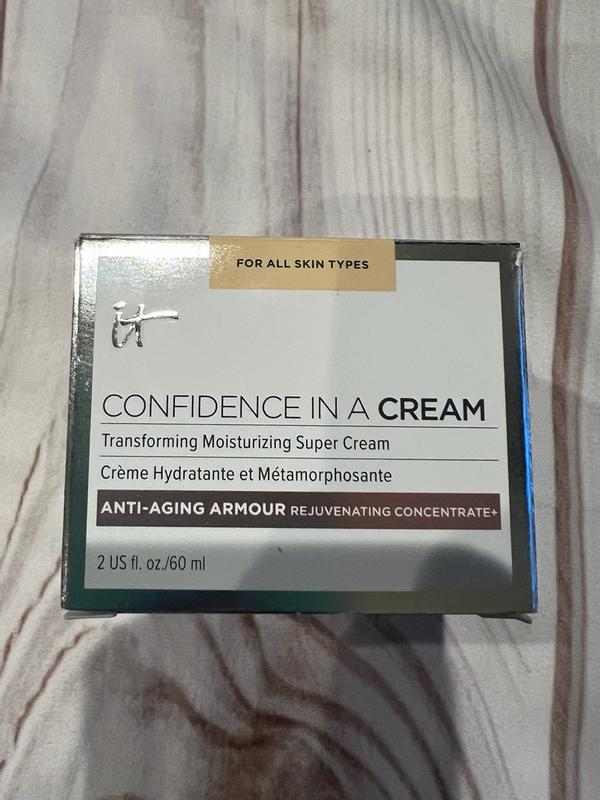 FOR ALL SKIN TYPES
it
CONFIDENCE IN A CREAM
Transforming Moisturizing Super Cream
Crème Hydratante et Métamorphosante
ANTI-AGING ARMOUR REJUVENATING CONCENTRATE+
2 US fl. oz./60 ml